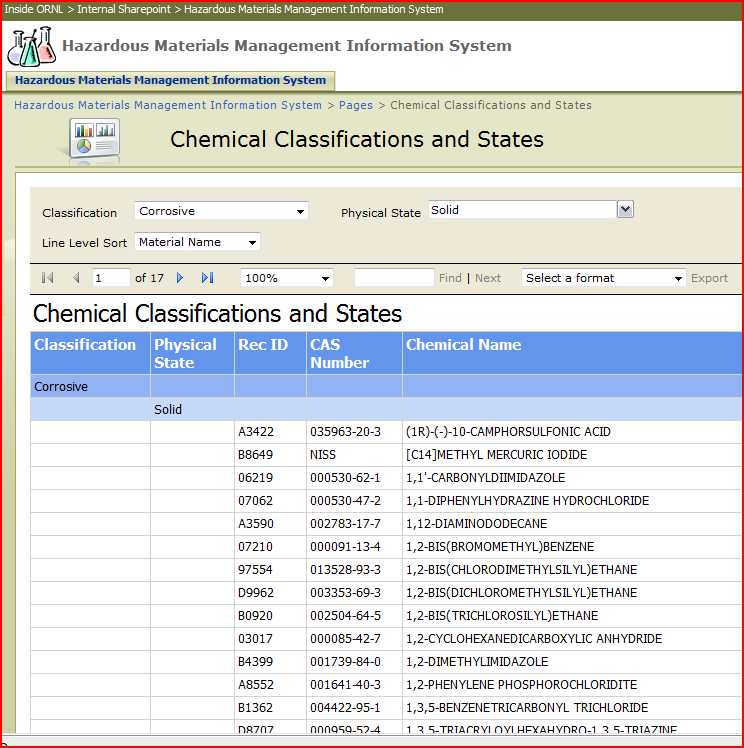 Inside ORNL > Internal Sharepoint > Hazardous Materials Management Information System
Hazardous Materials Management Information System
Hazardous Materials Management Information System
Hazardous Materials Management Information System > Pages > Chemical Classifications and States
Chemical Classifications and States
Classification Corrosive Physical State Solid
Line Level Sort Material Name
1 of 17 100% Find | Next Select a format Export
Chemical Classifications and States
Classification Physical State Rec ID CAS Number Chemical Name
Corrosive
Solid
A3422 035963-20-3 (1R)-(-)-10-CAMPHORSULFONIC ACID
B8649 NISS [C14]METHYL MERCURIC IODIDE
06219 000530-62-1 1,1'-CARBONYLDIIMIDAZOLE
07062 000530-47-2 1,1-DIPHENYLHYDRAZINE HYDROCHLORIDE
A3590 002783-17-7 1,12-DIAMINODODECANE
07210 000091-13-4 1,2-BIS(BROMOMETHYL)BENZENE
97554 013528-93-3 1,2-BIS(CHLORODIMETHYLSILYL)ETHANE
D9962 003353-69-3 1,2-BIS(DICHLOROMETHYLSILYL)ETHANE
B0920 002504-64-5 1,2-BIS(TRICHLOROSILYL)ETHANE
03017 000085-42-7 1,2-CYCLOHEXANEDICARBOXYLIC ANHYDRIDE
B4399 001739-84-0 1,2-DIMETHYLIMIDAZOLE
A8552 001641-40-3 1,2-PHENYLENE PHOSPHOROCHLORIDITE
B1362 004422-95-1 1,3,5-BENZENETRICARBONYL TRICHLORIDE
D8707 000959-52-4 1,3,5-TRIACRYLOYLHEXAHYDRO-1,3,5-TRIAZINE